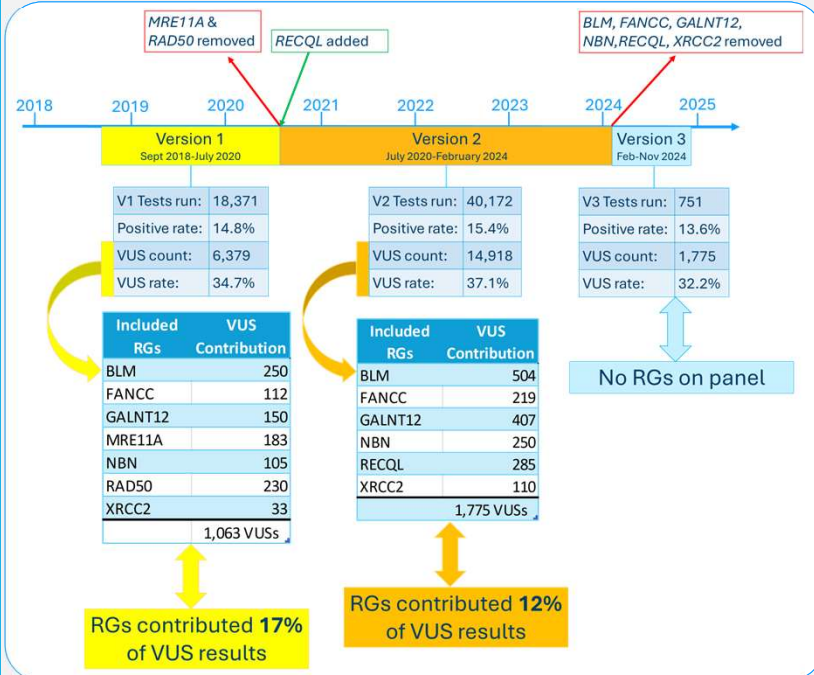 MRE11A &
RAD50 removed
RECQL added
BLM, FANCC, GALNT12,
NBN,RECQL, XRCC2 removed
2018 2019 2020 2021 2022 2023 2024 2025
Version 1
Sept 2018-July 2020
Version 2
July 2020-February 2024
Version 3
Feb-Nov 2024
V1 Tests run: 18,371
Positive rate: 14.8%
VUS count: 6,379
VUS rate: 34.7%
V2 Tests run: 40,172
Positive rate: 15.4%
VUS count: 14,918
VUS rate: 37.1%
V3 Tests run: 751
Positive rate: 13.6%
VUS count: 1,775
VUS rate: 32.2%
Included RGs VUS Contribution
BLM 250
FANCC 112
GALNT12 150
MRE11A 183
NBN 105
RAD50 230
XRCC2 33
1,063 VUSs
Included RGs VUS Contribution
BLM 504
FANCC 219
GALNT12 407
NBN 250
RECQL 285
XRCC2 110
1,775 VUSs
No RGs on panel
RGs contributed 17%
of VUS results
RGs contributed 12%
of VUS results